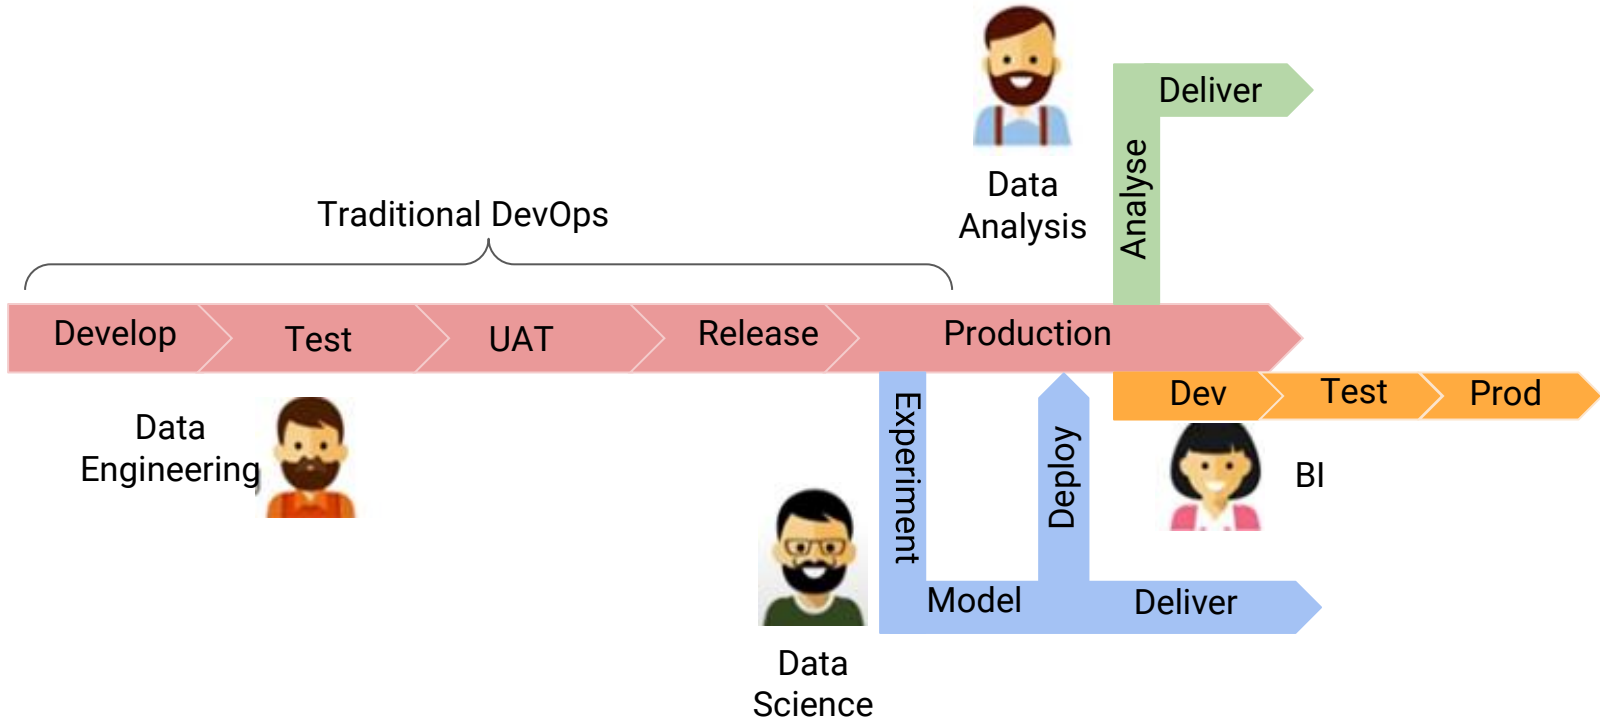 Deliver
Analyse
Data
Analysis
Traditional DevOps
Develop
Test
UAT
Release
Production
Dev
Test
Prod
Data
Engineering
Experiment
Deploy
BI
Model
Deliver
Data
Science